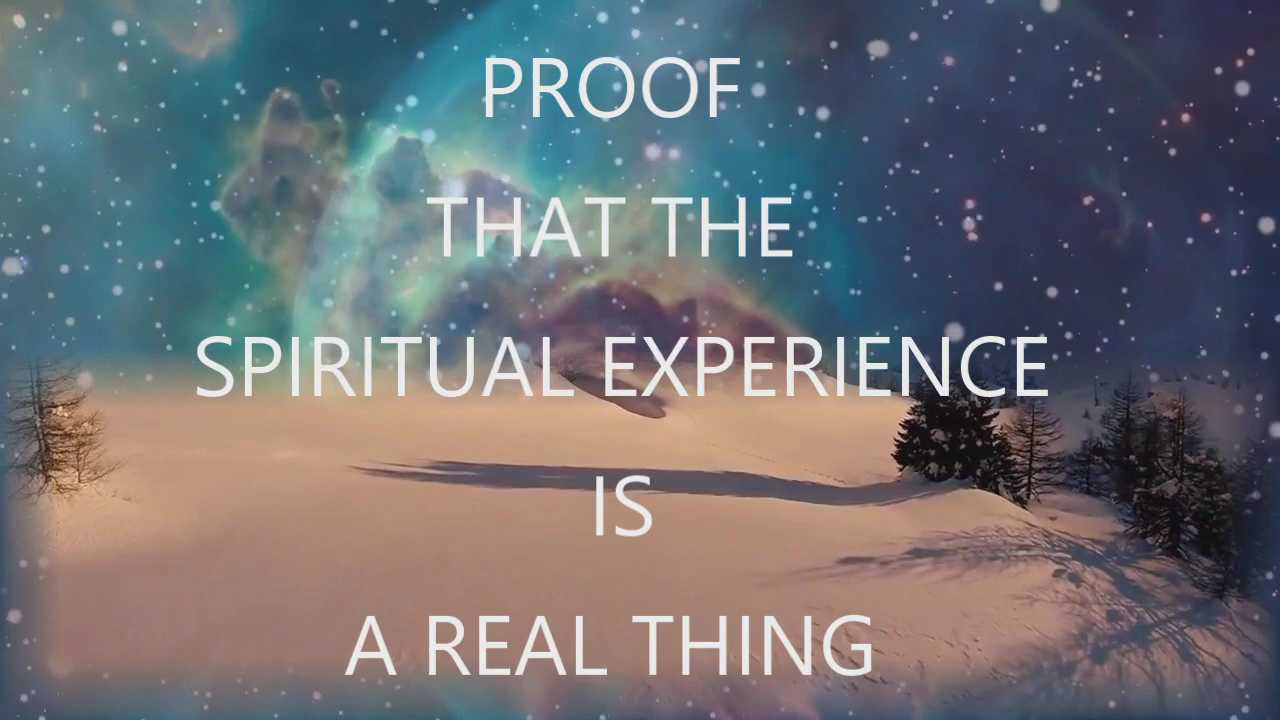 PROOF
THAT THE
SPIRITUAL EXPERIENCE
IS
A REAL THING